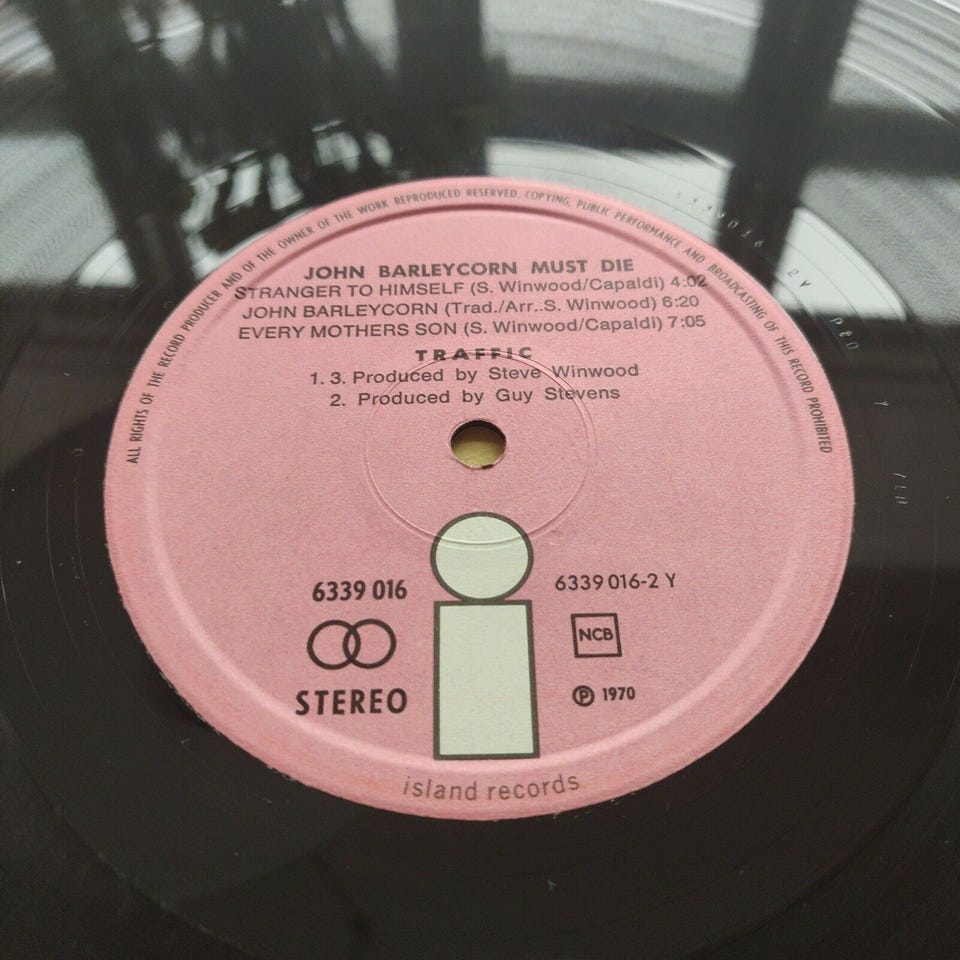 ALL RIGHTS OF THE RECORD PRODUCER AND OF THE OWNER OF THE WORK REPRODUCED RESERVED. COPYING, PUBLIC PERFORMANCE AND BROADCASTING OF THIS RECORD PROHIBITED
JOHN BARLEYCORN MUST DIE
STRANGER TO HIMSELF (S. Winwood/Capaldi) 4:02
JOHN BARLEYCORN (Trad./Arr..S. Winwood) 6:20
EVERY MOTHERS SON (S. Winwood/Capaldi) 7:05
TRAFFIC
1. 3. Produced by Steve Winwood
2. Produced by Guy Stevens
6339 016
6339 016-2 Y
NCB
STEREO
℗ 1970
island records